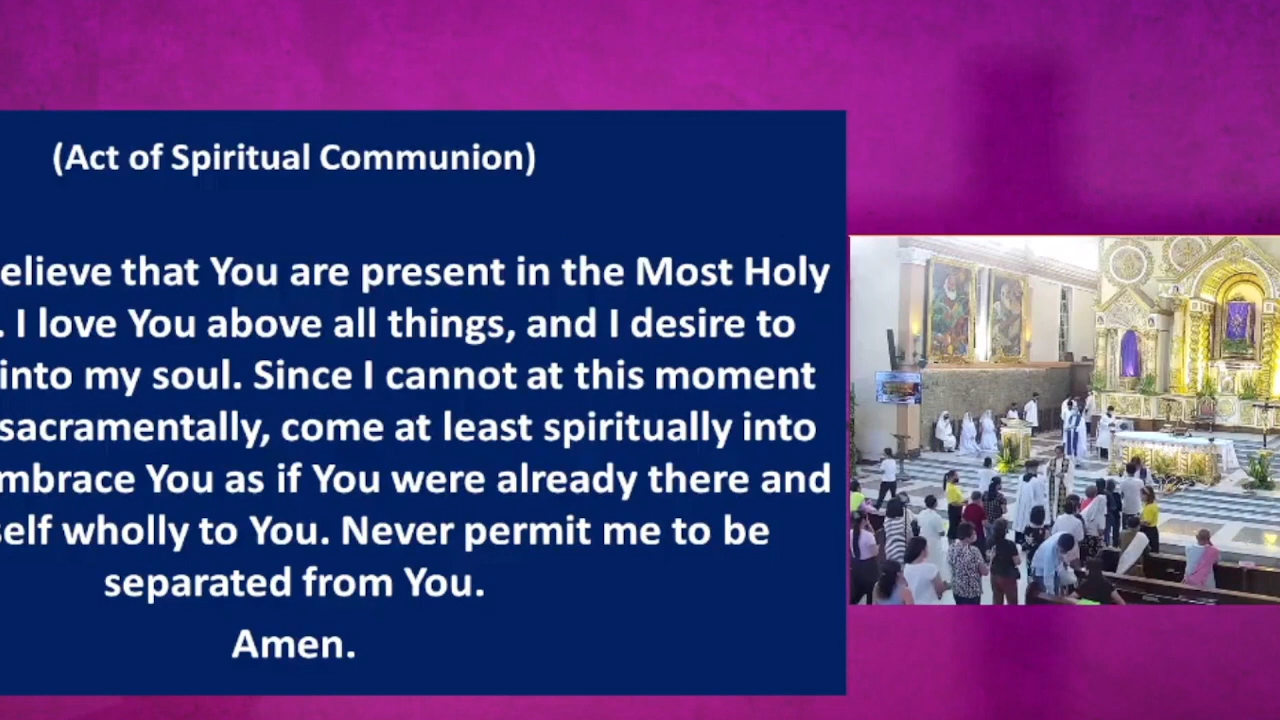 (Act of Spiritual Communion)
elieve that You are present in the Most Holy
. I love You above all things, and I desire to
into my soul. Since I cannot at this moment
sacramentally, come at least spiritually into
mbrace You as if You were already there and
self wholly to You. Never permit me to be
separated from You.
Amen.